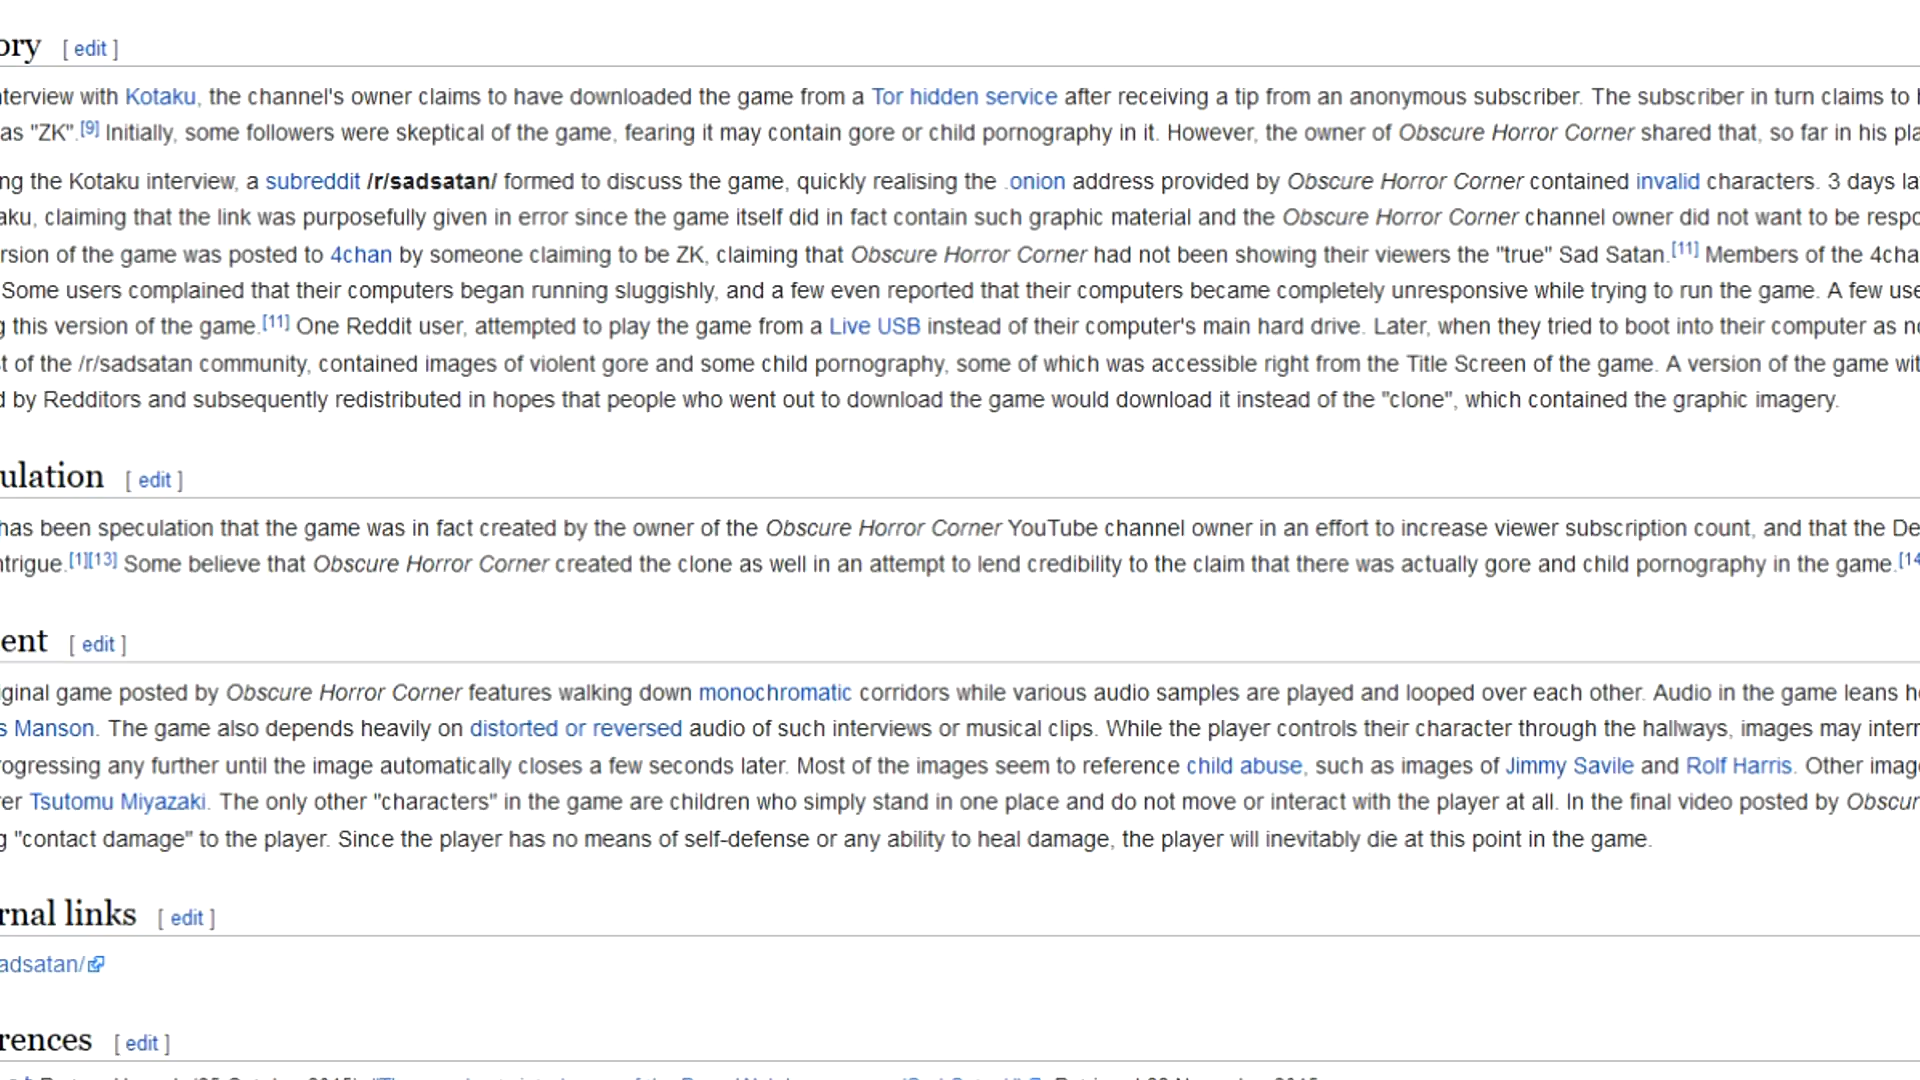 ory [ edit ]
nterview with Kotaku, the channel's owner claims to have downloaded the game from a Tor hidden service after receiving a tip from an anonymous subscriber. The subscriber in turn claims to
as "ZK".[9] Initially, some followers were skeptical of the game, fearing it may contain gore or child pornography in it. However, the owner of Obscure Horror Corner shared that, so far in his pla
ng the Kotaku interview, a subreddit /r/sadsatan/ formed to discuss the game, quickly realising the .onion address provided by Obscure Horror Corner contained invalid characters. 3 days la
aku, claiming that the link was purposefully given in error since the game itself did in fact contain such graphic material and the Obscure Horror Corner channel owner did not want to be respo
rsion of the game was posted to 4chan by someone claiming to be ZK, claiming that Obscure Horror Corner had not been showing their viewers the "true" Sad Satan.[11] Members of the 4cha
Some users complained that their computers began running sluggishly, and a few even reported that their computers became completely unresponsive while trying to run the game. A few use
g this version of the game.[11] One Reddit user, attempted to play the game from a Live USB instead of their computer's main hard drive. Later, when they tried to boot into their computer as no
t of the /r/sadsatan community, contained images of violent gore and some child pornography, some of which was accessible right from the Title Screen of the game. A version of the game wit
d by Redditors and subsequently redistributed in hopes that people who went out to download the game would download it instead of the "clone", which contained the graphic imagery.
ulation [ edit ]
has been speculation that the game was in fact created by the owner of the Obscure Horror Corner YouTube channel owner in an effort to increase viewer subscription count, and that the De
ntrigue.[1][13] Some believe that Obscure Horror Corner created the clone as well in an attempt to lend credibility to the claim that there was actually gore and child pornography in the game.[14
ent [ edit ]
iginal game posted by Obscure Horror Corner features walking down monochromatic corridors while various audio samples are played and looped over each other. Audio in the game leans he
s Manson. The game also depends heavily on distorted or reversed audio of such interviews or musical clips. While the player controls their character through the hallways, images may interr
rogressing any further until the image automatically closes a few seconds later. Most of the images seem to reference child abuse, such as images of Jimmy Savile and Rolf Harris. Other imag
er Tsutomu Miyazaki. The only other "characters" in the game are children who simply stand in one place and do not move or interact with the player at all. In the final video posted by Obscur
g "contact damage" to the player. Since the player has no means of self-defense or any ability to heal damage, the player will inevitably die at this point in the game.
rnal links [ edit ]
adsatan/
rences [ edit ]